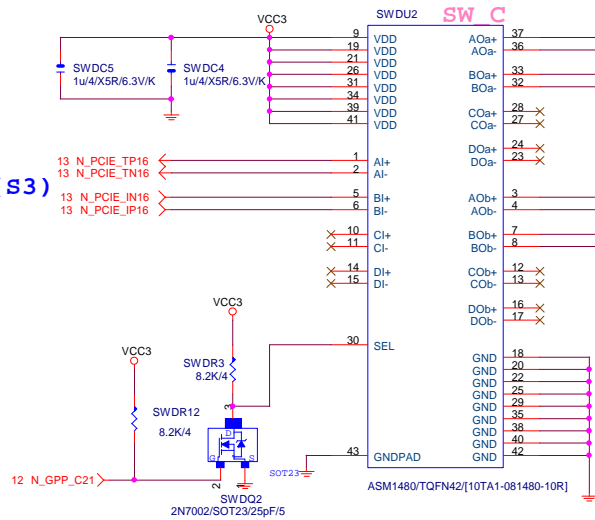 SWDU2 SW_C
VCC3
9 VDD AOa+ 37
19 VDD AOa- 36
21 VDD
26 VDD BOa+ 33
31 VDD BOa- 32
34 VDD
39 VDD COa+ 28
41 VDD COa- 27
DOa+ 24
DOa- 23
SWDC5
1u/4/X5R/6.3V/K
SWDC4
1u/4/X5R/6.3V/K
13 N_PCIE_TP16 1 AI+
13 N_PCIE_TN16 2 AI-
S3)
13 N_PCIE_IN16 5 BI+ AOb+ 3
13 N_PCIE_IP16 6 BI- AOb- 4
10 CI+ BOb+ 7
11 CI- BOb- 8
14 DI+ COb+ 12
15 DI- COb- 13
DOb+ 16
DOb- 17
VCC3
30 SEL
VCC3
SWDR3
8.2K/4
GND 18
GND 20
GND 22
GND 25
GND 29
GND 35
GND 38
GND 40
GND 42
SWDR12
8.2K/4
3
D
G S
43 GNDPAD
SOT23
12 N_GPP_C21 2 1
SWDQ2
2N7002/SOT23/25pF/5
ASM1480/TQFN42/[10TA1-081480-10R]